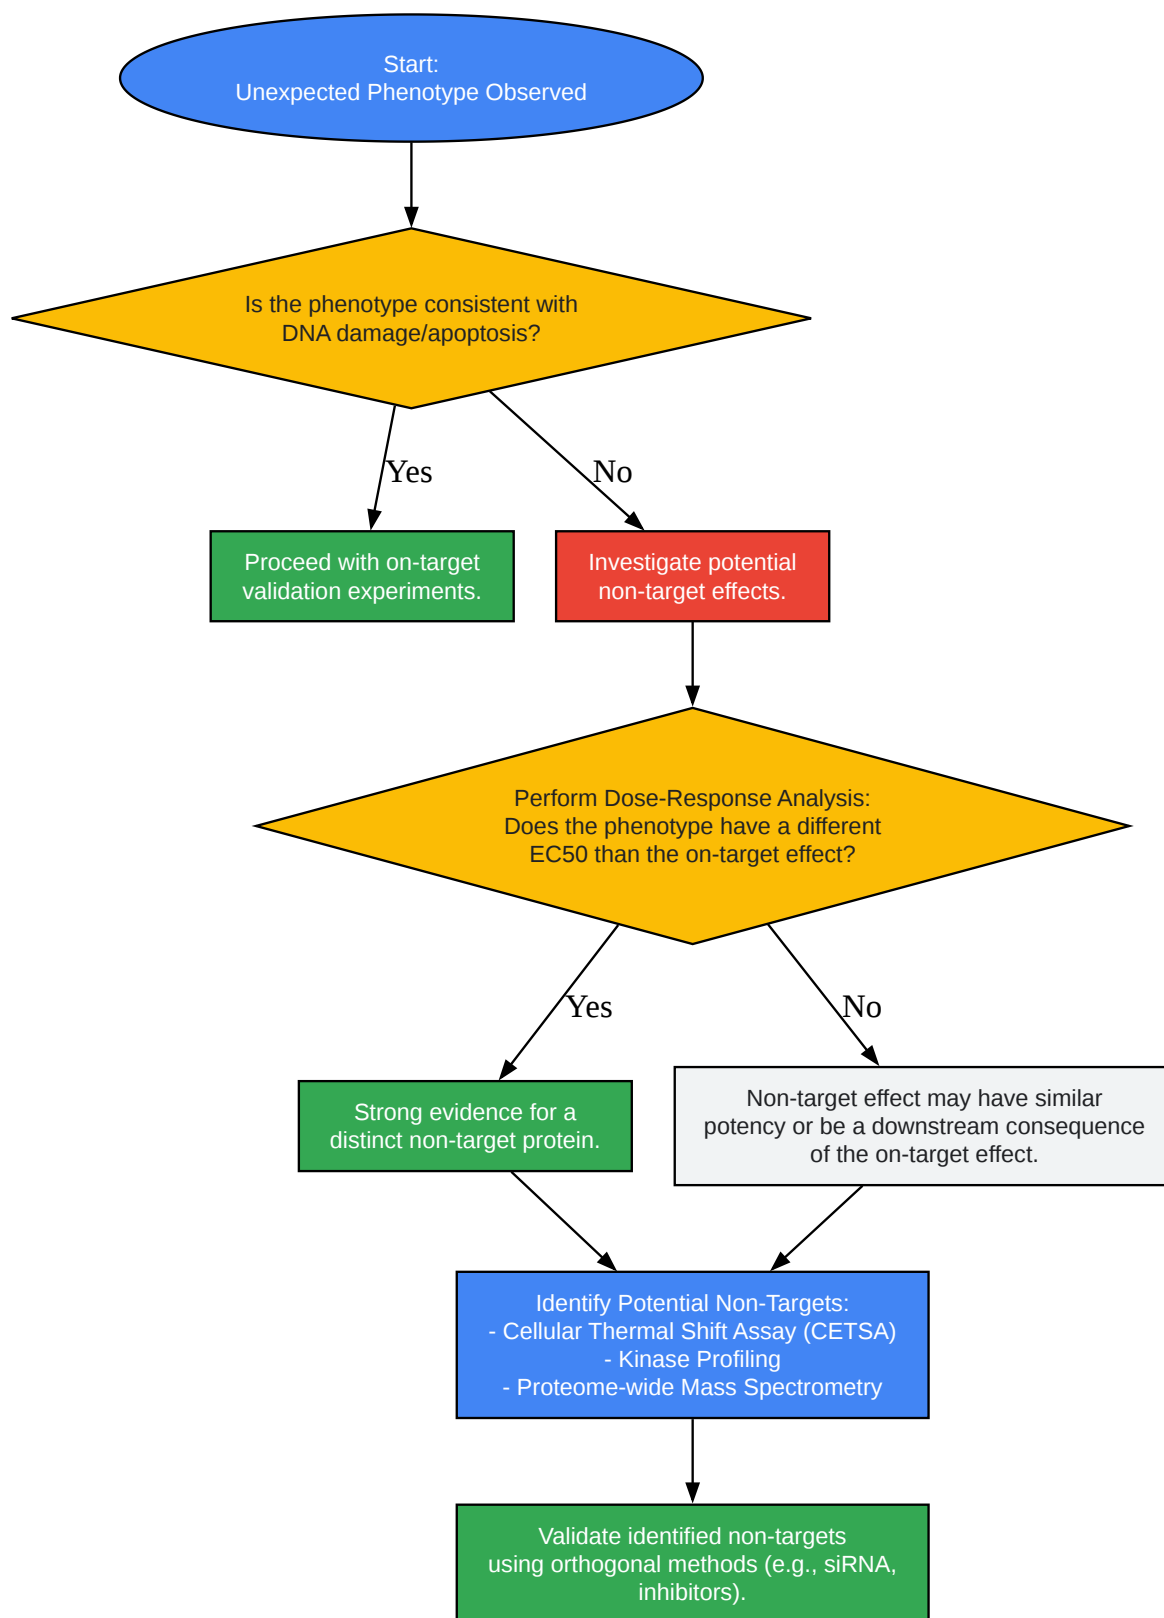 Start:
Unexpected Phenotype Observed
Is the phenotype consistent with
DNA damage/apoptosis?
Yes
No
Proceed with on-target
validation experiments.
Investigate potential
non-target effects.
Perform Dose-Response Analysis:
Does the phenotype have a different
EC50 than the on-target effect?
Yes
No
Strong evidence for a
distinct non-target protein.
Non-target effect may have similar
potency or be a downstream consequence
of the on-target effect.
Identify Potential Non-Targets:
- Cellular Thermal Shift Assay (CETSA)
- Kinase Profiling
- Proteome-wide Mass Spectrometry
Validate identified non-targets
using orthogonal methods (e.g., siRNA,
inhibitors).